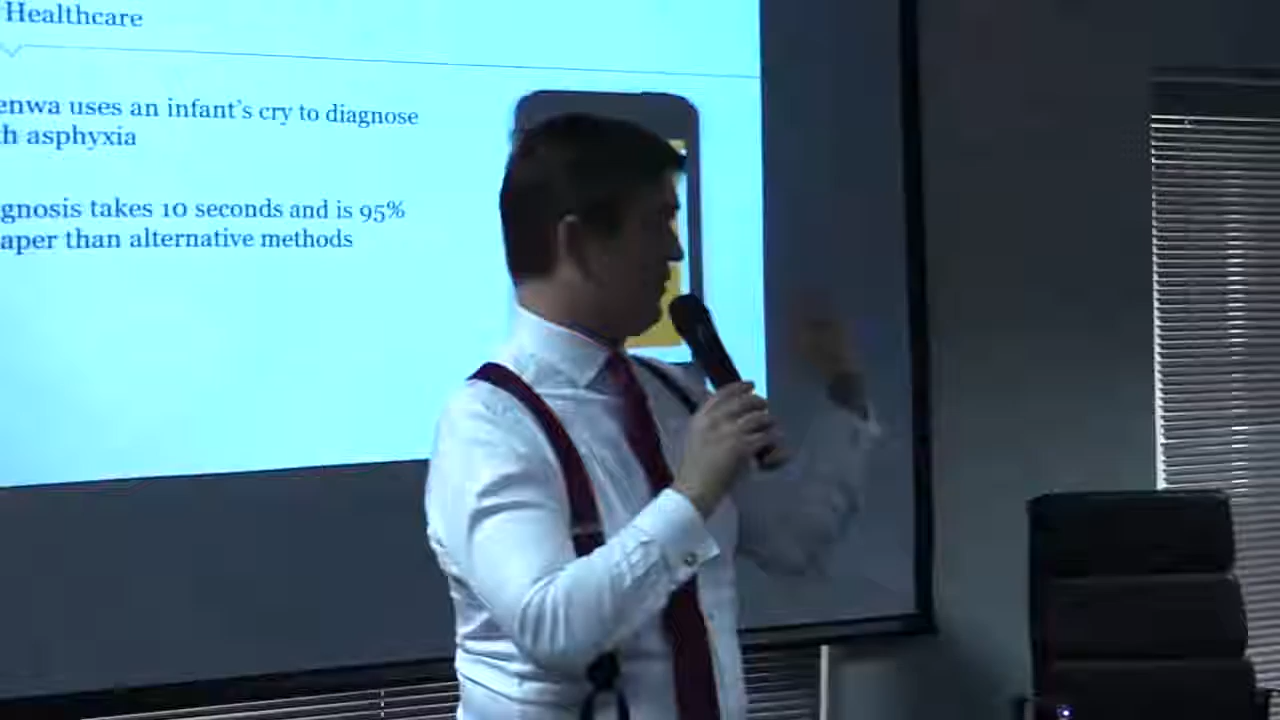 Healthcare
enwa uses an infant's cry to diagnose
h asphyxia
gnosis takes 10 seconds and is 95%
aper than alternative methods